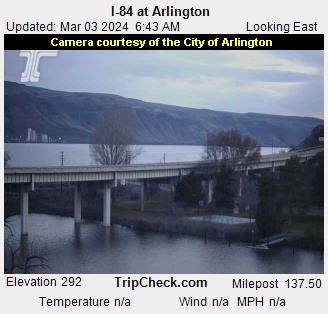 I-84 at Arlington
Updated: Mar 03 2024 6:43 AM Looking East
Camera courtesy of the City of Arlington
Elevation 292 TripCheck.com Milepost 137.50
Temperature n/a Wind n/a MPH n/a